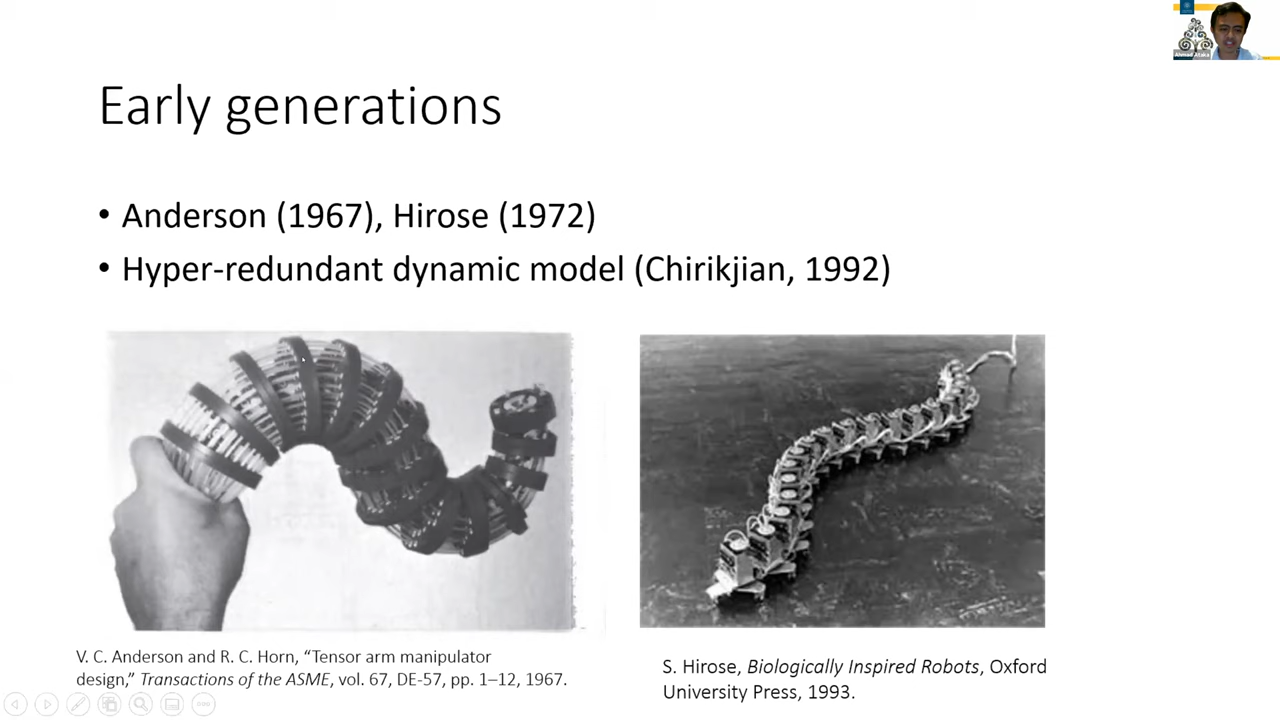 Ahmad Ataka
Early generations
• Anderson (1967), Hirose (1972)
• Hyper-redundant dynamic model (Chirikjian, 1992)
V. C. Anderson and R. C. Horn, “Tensor arm manipulator
design,” Transactions of the ASME, vol. 67, DE-57, pp. 1–12, 1967.
S. Hirose, Biologically Inspired Robots, Oxford
University Press, 1993.